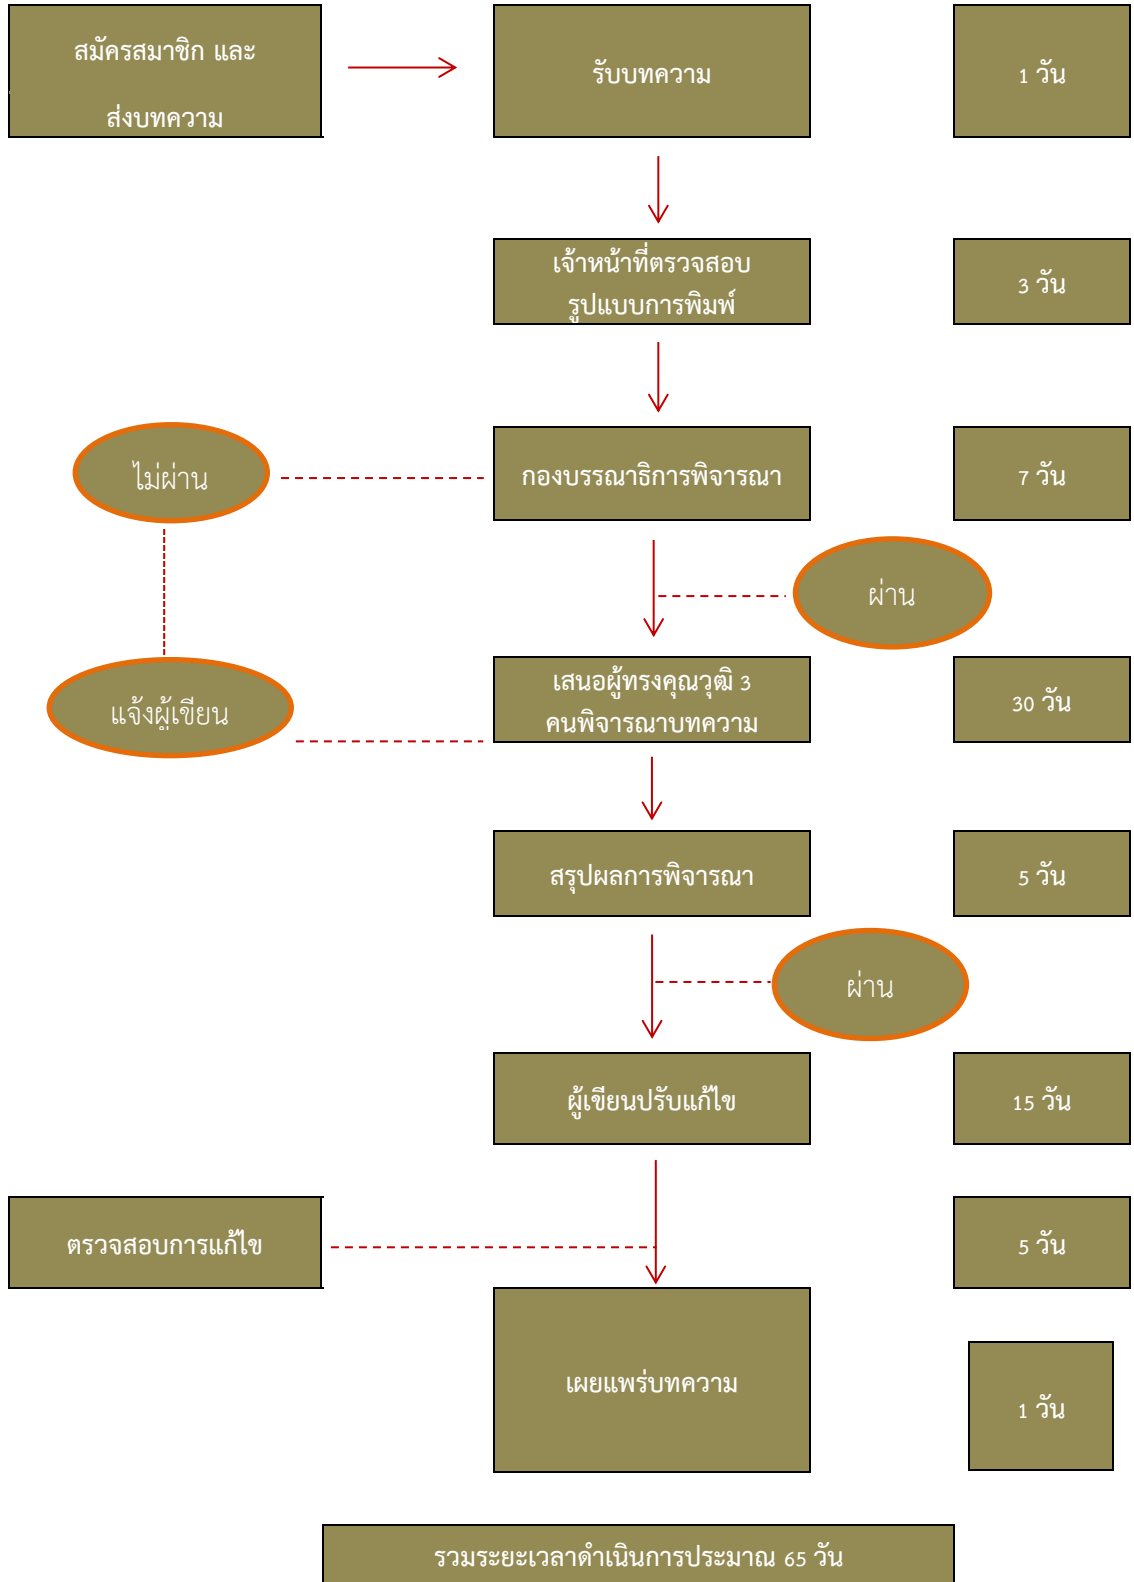 สมัครสมาชิก และ
ส่งบทความ
รับบทความ
1 วัน
เจ้าหน้าที่ตรวจสอบ
รูปแบบการพิมพ์
3 วัน
ไม่ผ่าน
กองบรรณาธิการพิจารณา
7 วัน
ผ่าน
แจ้งผู้เขียน
เสนอผู้ทรงคุณวุฒิ 3
คนพิจารณาบทความ
30 วัน
สรุปผลการพิจารณา
5 วัน
ผ่าน
ผู้เขียนปรับแก้ไข
15 วัน
ตรวจสอบการแก้ไข
5 วัน
เผยแพร่บทความ
1 วัน
รวมระยะเวลาดำเนินการประมาณ 65 วัน